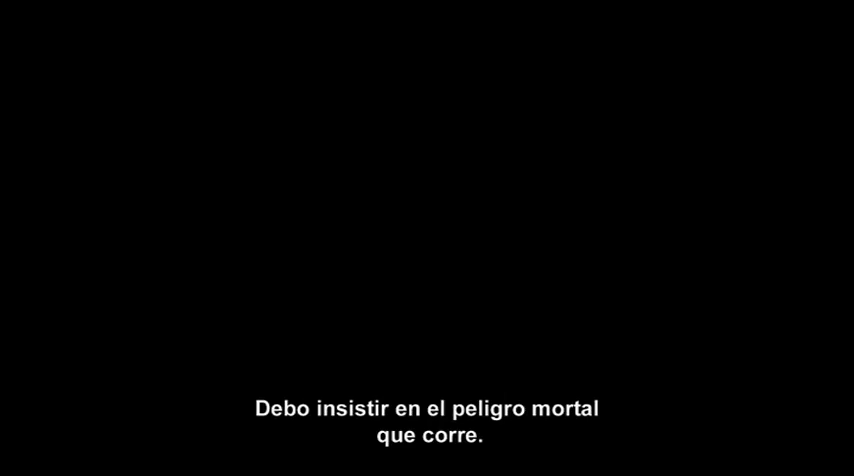 Debo insistir en el peligro mortal
que corre.